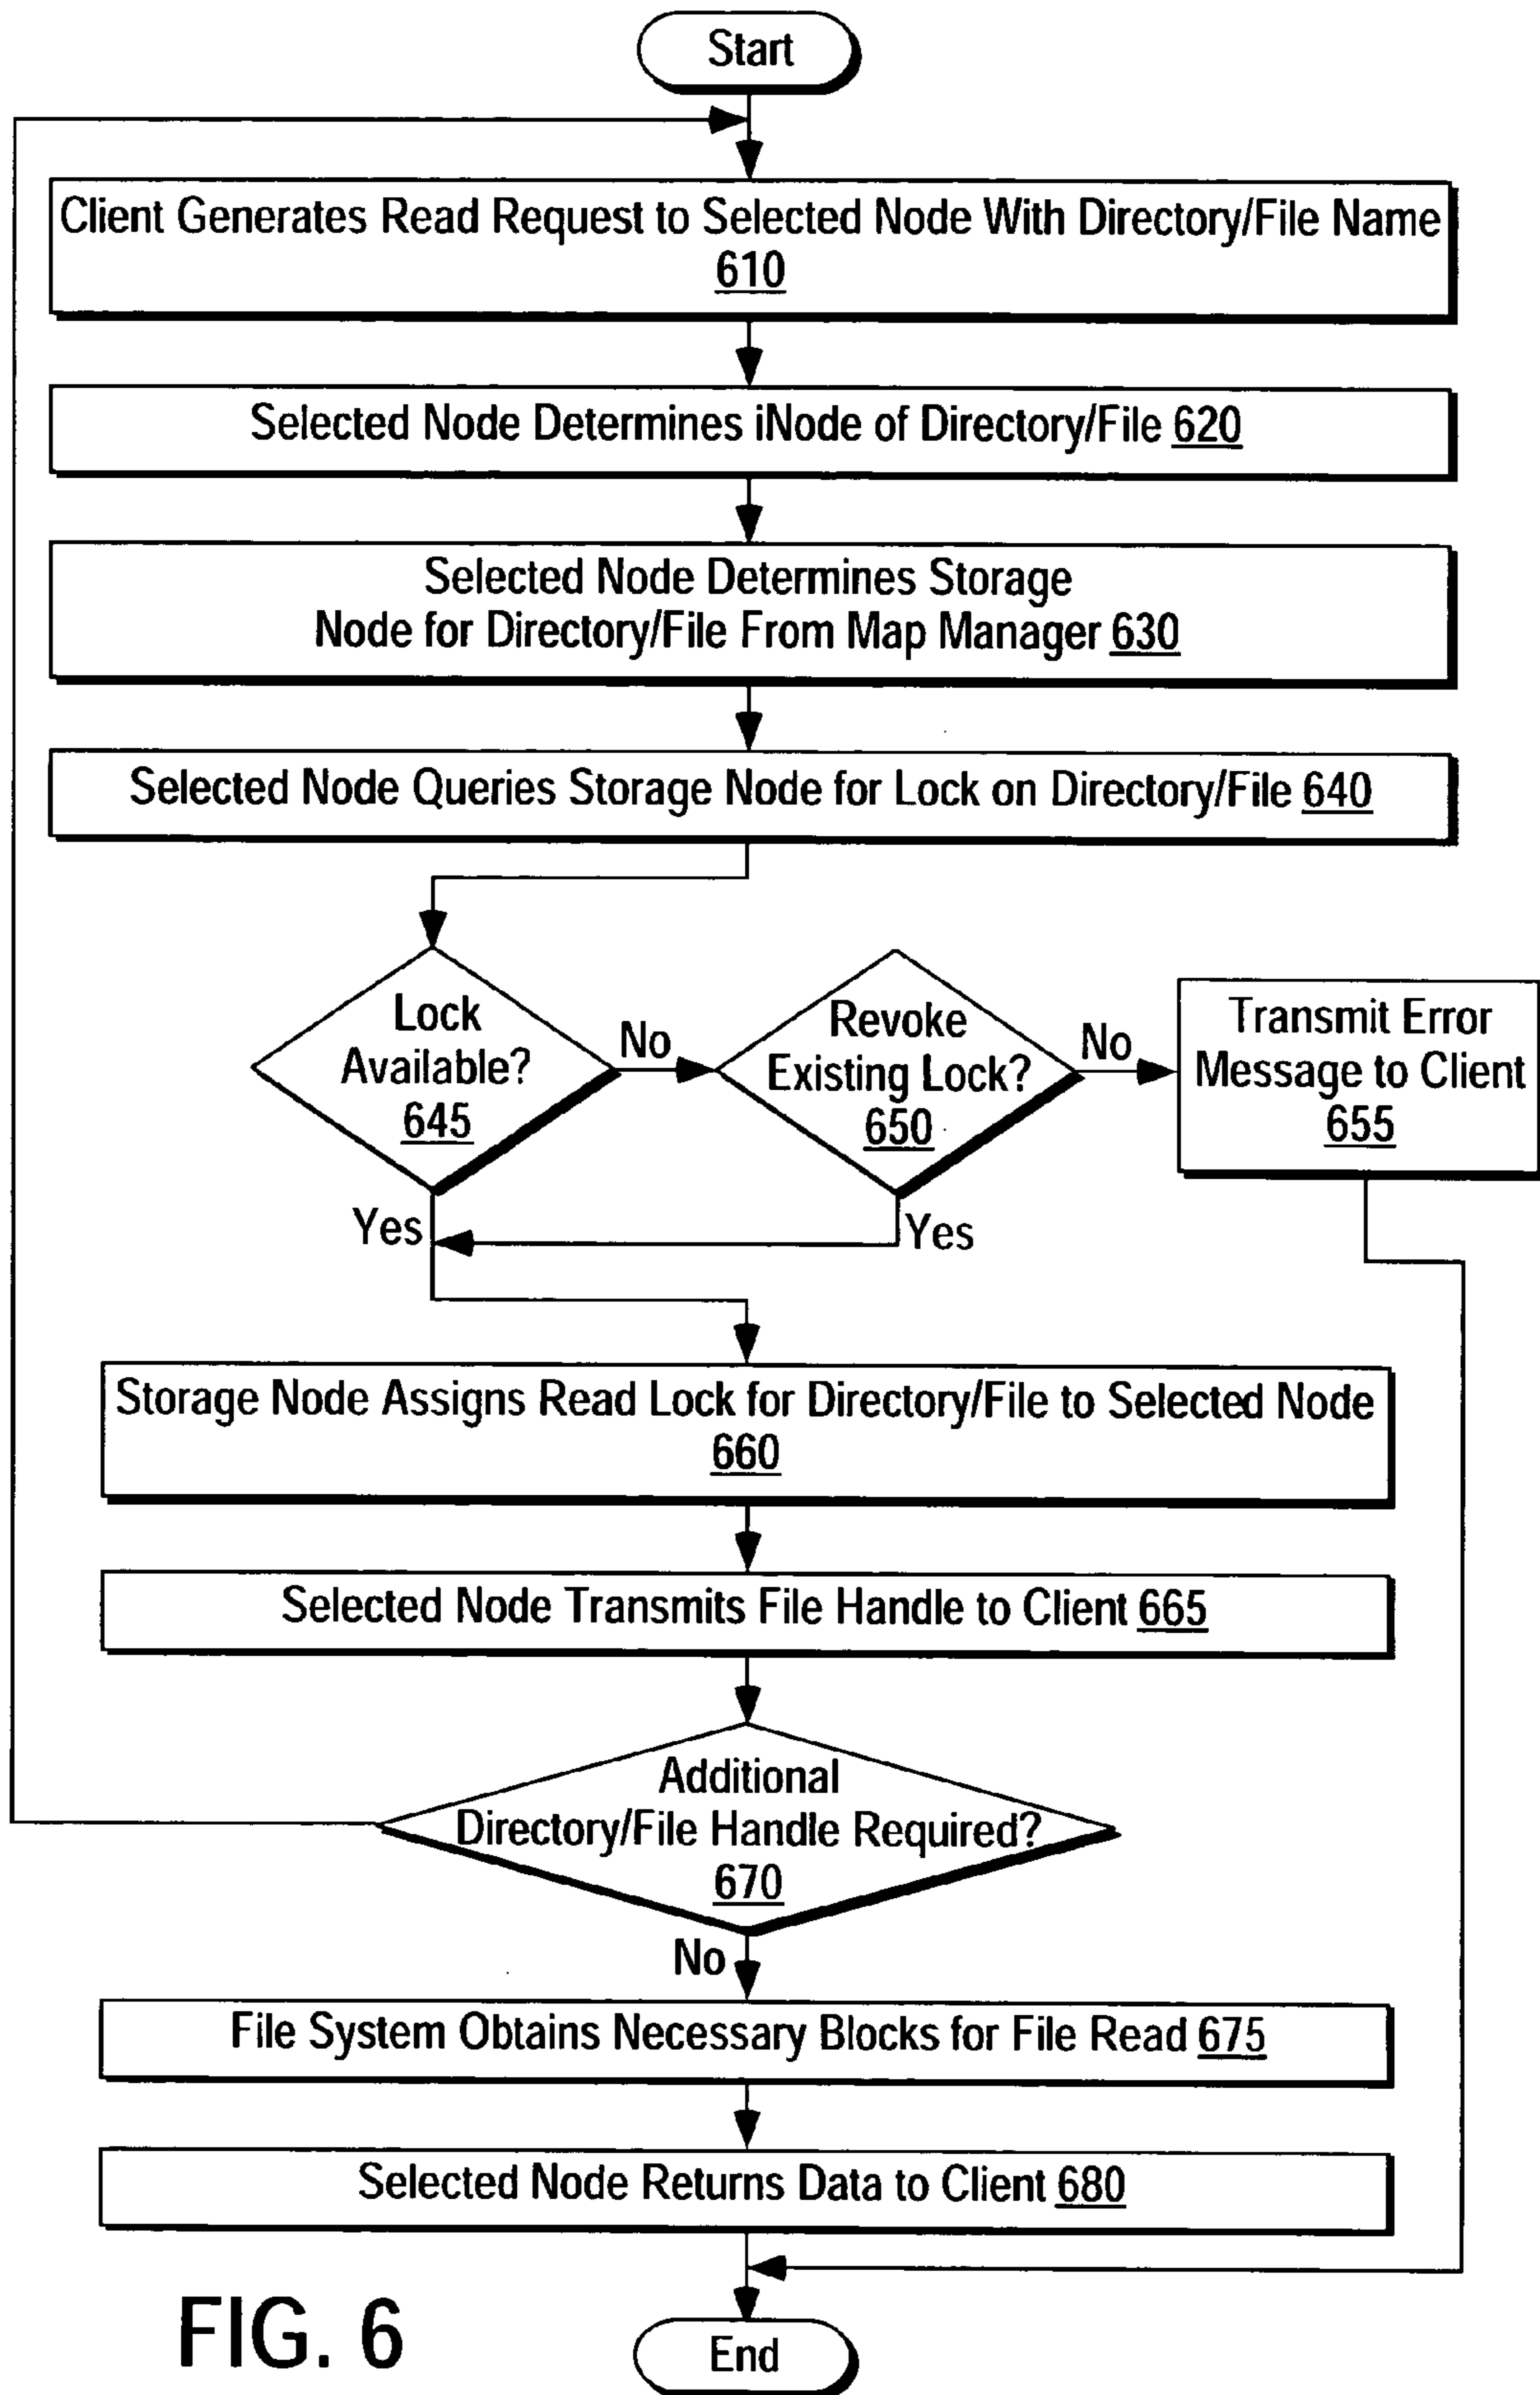 Start
Client Generates Read Request to Selected Node With Directory/File Name
610
Selected Node Determines iNode of Directory/File 620
Selected Node Determines Storage
Node for Directory/File From Map Manager 630
Selected Node Queries Storage Node for Lock on Directory/File 640
Lock
Available?
645
No
Revoke
Existing Lock?
650
No
Transmit Error
Message to Client
655
Yes
Yes
Storage Node Assigns Read Lock for Directory/File to Selected Node
660
Selected Node Transmits File Handle to Client 665
Additional
Directory/File Handle Required?
670
No
File System Obtains Necessary Blocks for File Read 675
Selected Node Returns Data to Client 680
End
FIG. 6